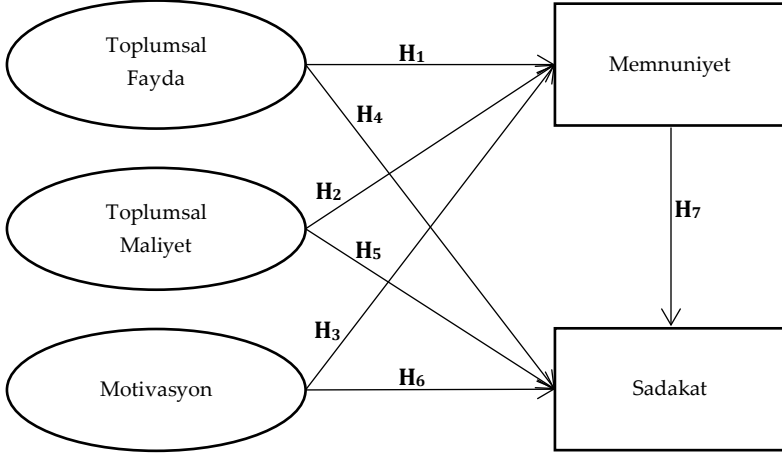 Toplumsal
Fayda
H₁
Memnuniyet
H₄
Toplumsal
Maliyet
H₂
H₅
H₇
Motivasyon
H₃
H₆
Sadakat